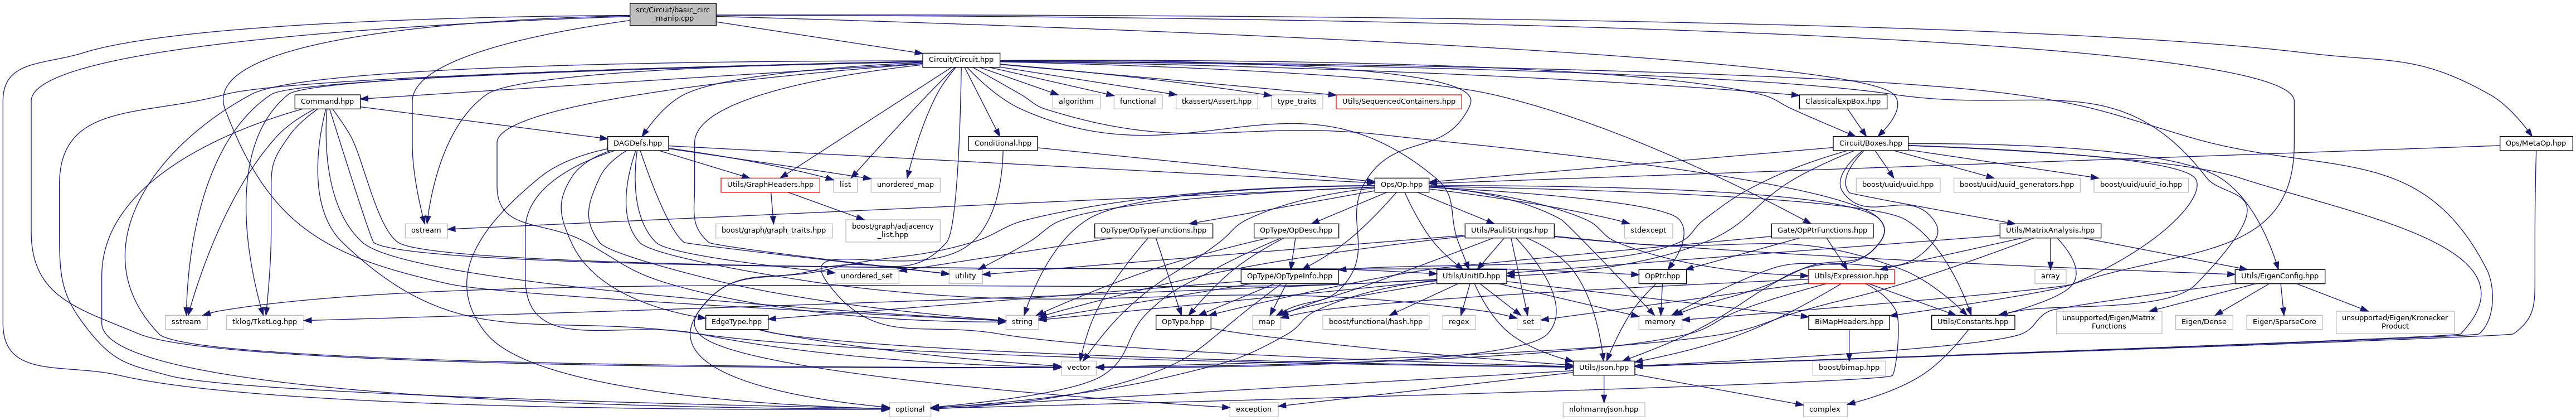 src/Circuit/basic_circ
_manip.cpp
Circuit/Circuit.hpp
Command.hpp
algorithm
functional
tkassert/Assert.hpp
type_traits
Utils/SequencedContainers.hpp
ClassicalExpBox.hpp
DAGDefs.hpp
Conditional.hpp
Circuit/Boxes.hpp
Ops/MetaOp.hpp
Utils/GraphHeaders.hpp
list
unordered_map
Ops/Op.hpp
boost/uuid/uuid.hpp
boost/uuid/uuid_generators.hpp
boost/uuid/uuid_io.hpp
ostream
boost/graph/graph_traits.hpp
boost/graph/adjacency
_list.hpp
OpType/OpTypeFunctions.hpp
OpType/OpDesc.hpp
Utils/PauliStrings.hpp
stdexcept
Gate/OpPtrFunctions.hpp
Utils/MatrixAnalysis.hpp
unordered_set
utility
OpType/OpTypeInfo.hpp
Utils/UnitID.hpp
OpPtr.hpp
Utils/Expression.hpp
array
Utils/EigenConfig.hpp
sstream
tklog/TketLog.hpp
EdgeType.hpp
string
OpType.hpp
map
boost/functional/hash.hpp
regex
set
memory
BiMapHeaders.hpp
Utils/Constants.hpp
unsupported/Eigen/Matrix
Functions
Eigen/Dense
Eigen/SparseCore
unsupported/Eigen/Kronecker
Product
vector
Utils/Json.hpp
boost/bimap.hpp
optional
exception
nlohmann/json.hpp
complex